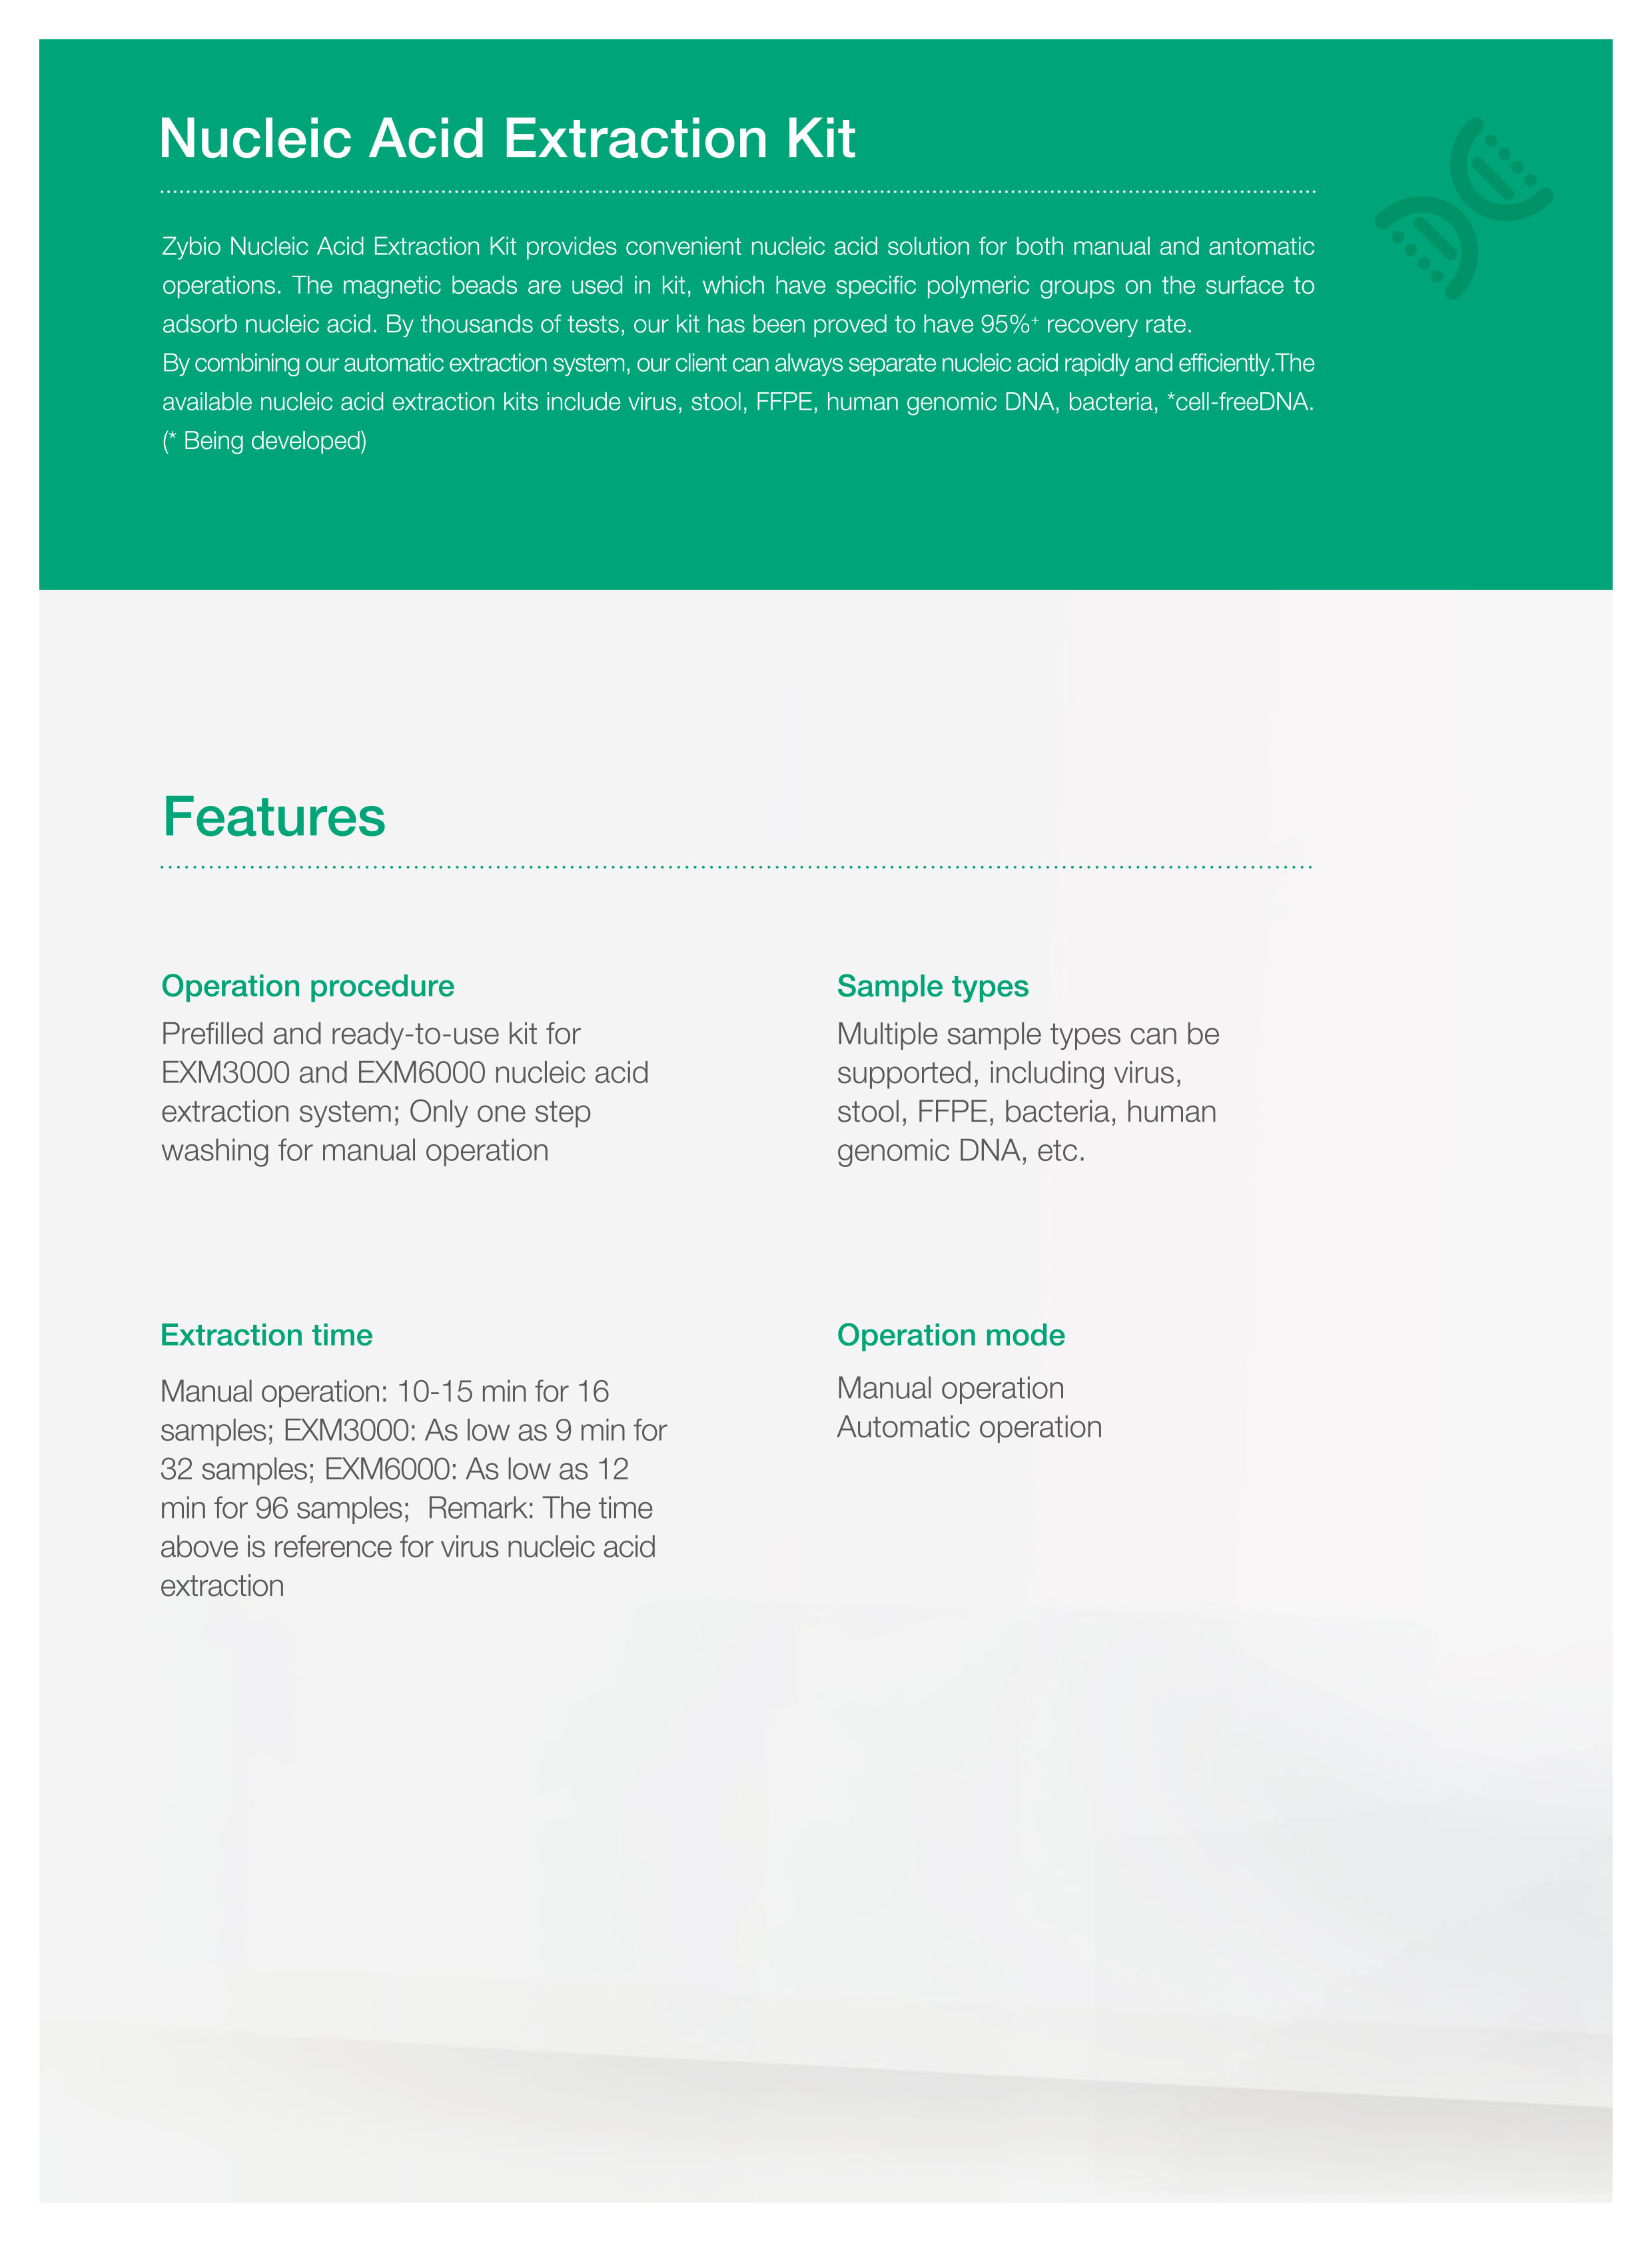 Nucleic Acid Extraction Kit
Zybio Nucleic Acid Extraction Kit provides convenient nucleic acid solution for both manual and antomatic
operations. The magnetic beads are used in kit, which have specific polymeric groups on the surface to
adsorb nucleic acid. By thousands of tests, our kit has been proved to have 95%⁺ recovery rate.
By combining our automatic extraction system, our client can always separate nucleic acid rapidly and efficiently.The
available nucleic acid extraction kits include virus, stool, FFPE, human genomic DNA, bacteria, *cell-freeDNA.
(* Being developed)
Features
Operation procedure
Prefilled and ready-to-use kit for
EXM3000 and EXM6000 nucleic acid
extraction system; Only one step
washing for manual operation
Sample types
Multiple sample types can be
supported, including virus,
stool, FFPE, bacteria, human
genomic DNA, etc.
Extraction time
Manual operation: 10-15 min for 16
samples; EXM3000: As low as 9 min for
32 samples; EXM6000: As low as 12
min for 96 samples;  Remark: The time
above is reference for virus nucleic acid
extraction
Operation mode
Manual operation
Automatic operation